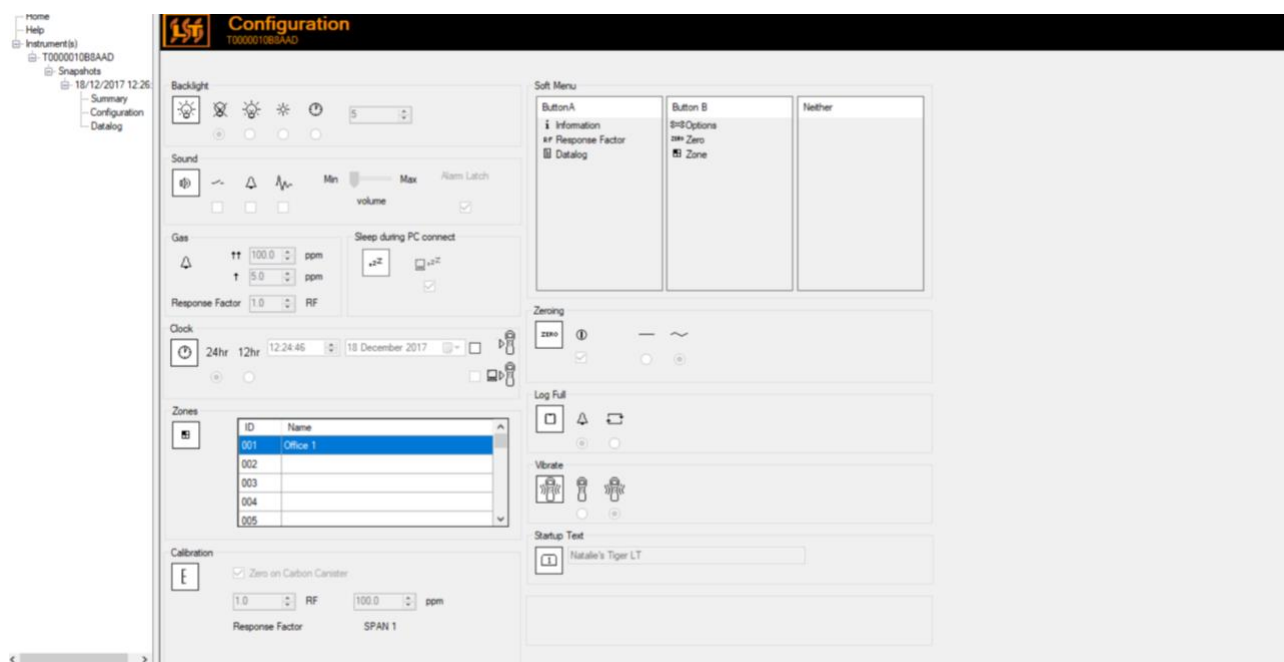 Home
Help
Instrument(s)
T0000010B8AAD
Snapshots
18/12/2017 12:26:
Summary
Configuration
Datalog
Configuration
T0000010B8AAD
Backlight
5
Sound
Min
Max
Alarm Latch
volume
Gas
100.0 ppm
5.0 ppm
Response Factor 1.0 RF
Sleep during PC connect
Clock
24hr 12hr 12:24:46 18 December 2017
Zones
ID Name
001 Office 1
002
003
004
005
Calibration
Zero on Carbon Canister
1.0 RF 100.0 ppm
Response Factor SPAN 1
Soft Menu
ButtonA Button B Neither
i Information
RF Response Factor
Datalog
Options
ZERO Zero
Zone
Zeroing
ZERO
Log Full
Vibrate
Startup Text
Natalie's Tiger LT